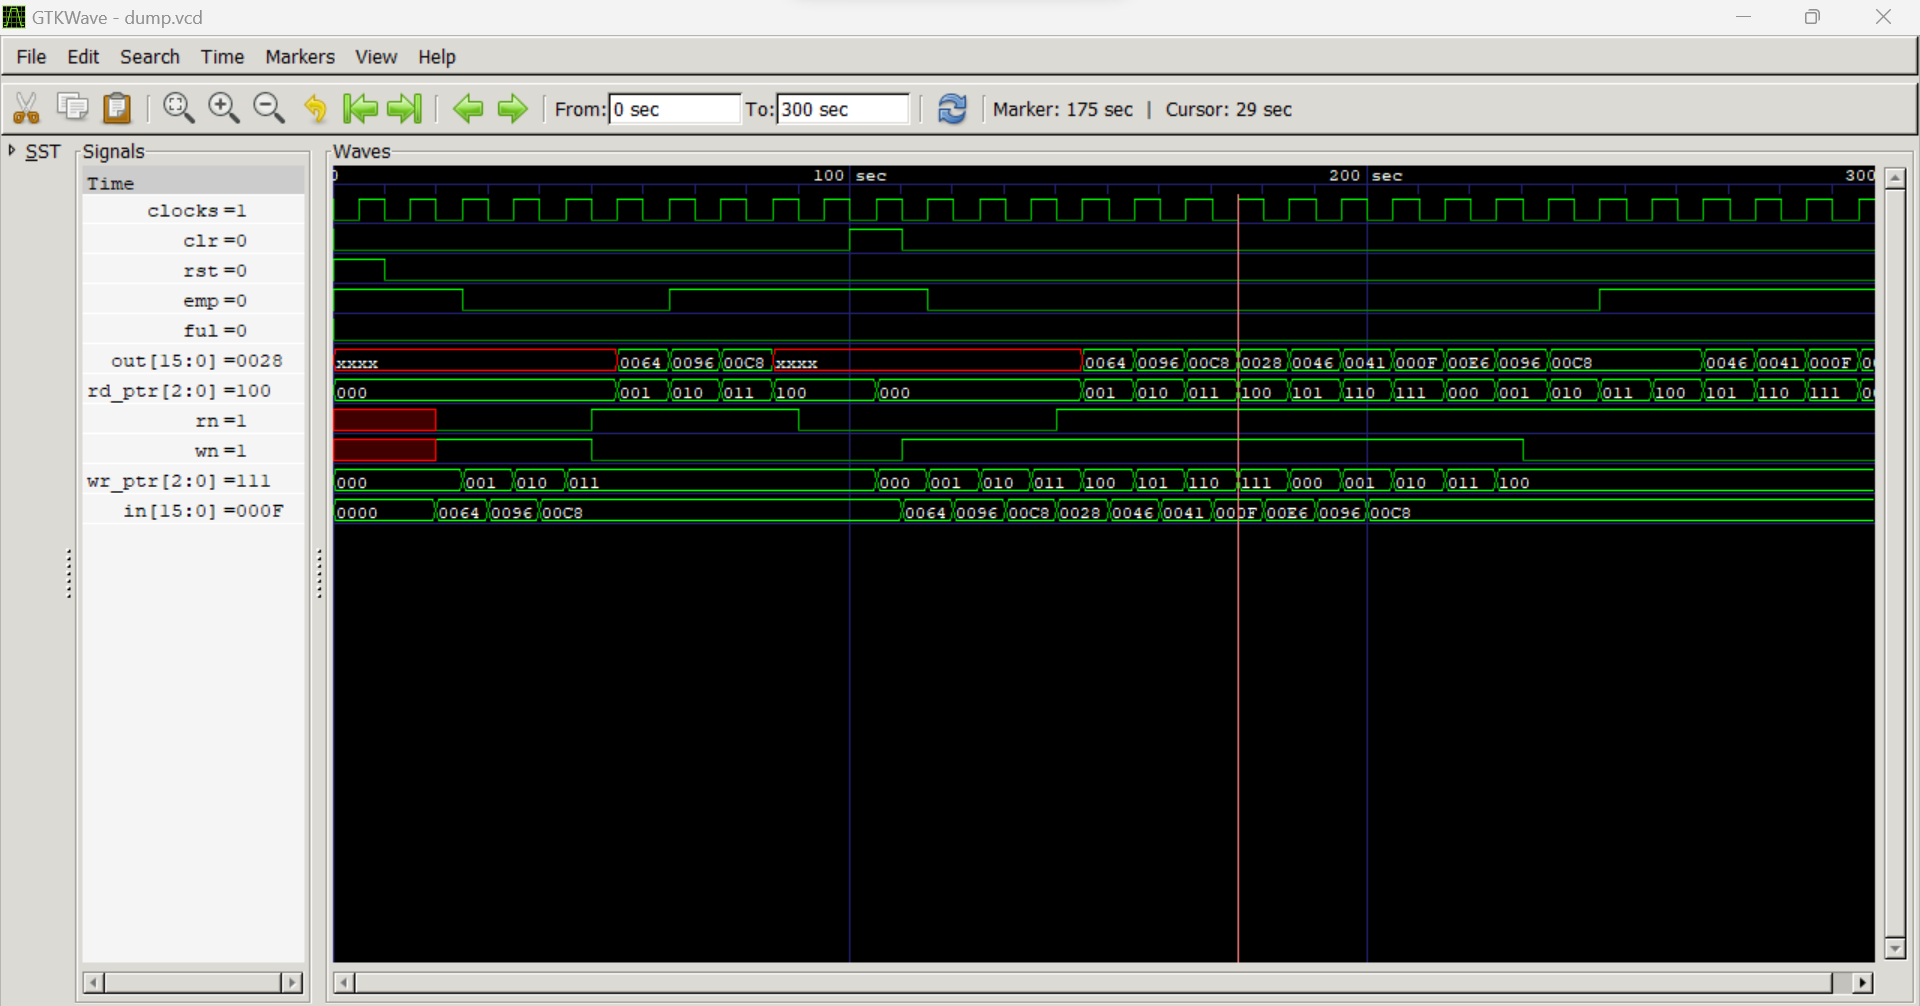 GTKWave - dump.vcd
File Edit Search Time Markers View Help
From: 0 sec To: 300 sec Marker: 175 sec | Cursor: 29 sec
SST
Signals
Waves
Time
0 100 sec 200 sec 300
clocks =1
clr =0
rst =0
emp =0
ful =0
out[15:0] =0028 xxxx 0064 0096 00C8 xxxx 0064 0096 00C8 0028 0046 0041 000F 00E6 0096 00C8 0046 0041 000F
rd_ptr[2:0] =100 000 001 010 011 100 000 001 010 011 100 101 110 111 000 001 010 011 100 101 110 111
rn =1
wn =1
wr_ptr[2:0] =111 000 001 010 011 000 001 010 011 100 101 110 111 000 001 010 011 100
in[15:0] =000F 0000 0064 0096 00C8 0064 0096 00C8 0028 0046 0041 000F 00E6 0096 00C8